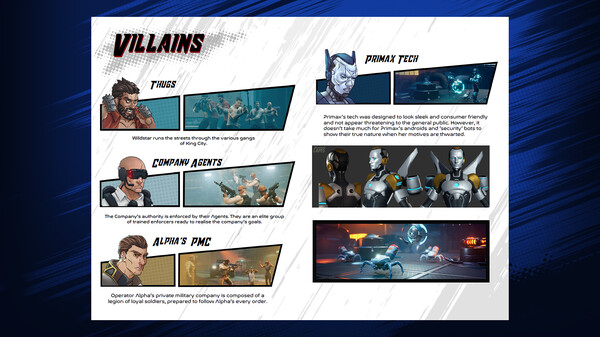 VILLAINS
THUGS
Wildstar runs the streets through the various gangs
of King City.
COMPANY AGENTS
The Company's authority is enforced by their Agents. They are an elite group
of trained enforcers ready to realise the company's goals.
ALPHA'S PMC
Operator Alpha's private military company is composed of a
legion of loyal soldiers, prepared to follow Alpha's every order.
PRIMAX TECH
Primax's tech was designed to look sleek and consumer friendly
and not appear threatening to the general public. However, it
doesn't take much for Primax's androids and "security" bots to
show their true nature when her motives are thwarted.